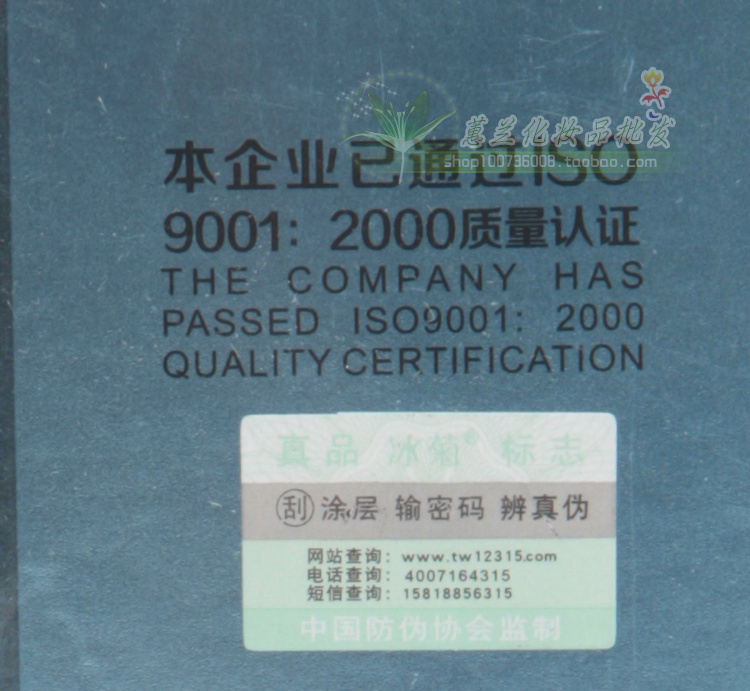 蕙兰化妆品批发
shop100736008.taobao.com
本企业已通过ISO
9001：2000质量认证
THE COMPANY HAS
PASSED ISO9001: 2000
QUALITY CERTIFICATION
真品 冰菊® 标志
刮 涂层 输密码 辨真伪
网站查询：www.tw12315.com
电话查询：4007164315
短信查询：15818856315
中国防伪协会监制